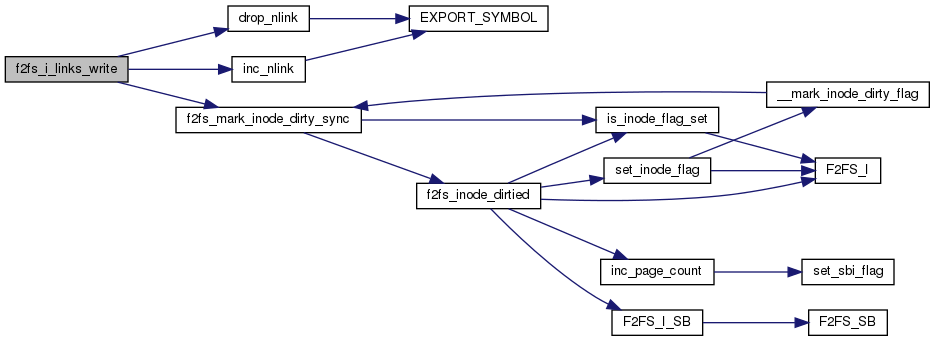 drop_nlink
EXPORT_SYMBOL
f2fs_i_links_write
inc_nlink
__mark_inode_dirty_flag
f2fs_mark_inode_dirty_sync
is_inode_flag_set
set_inode_flag
F2FS_I
f2fs_inode_dirtied
inc_page_count
set_sbi_flag
F2FS_I_SB
F2FS_SB